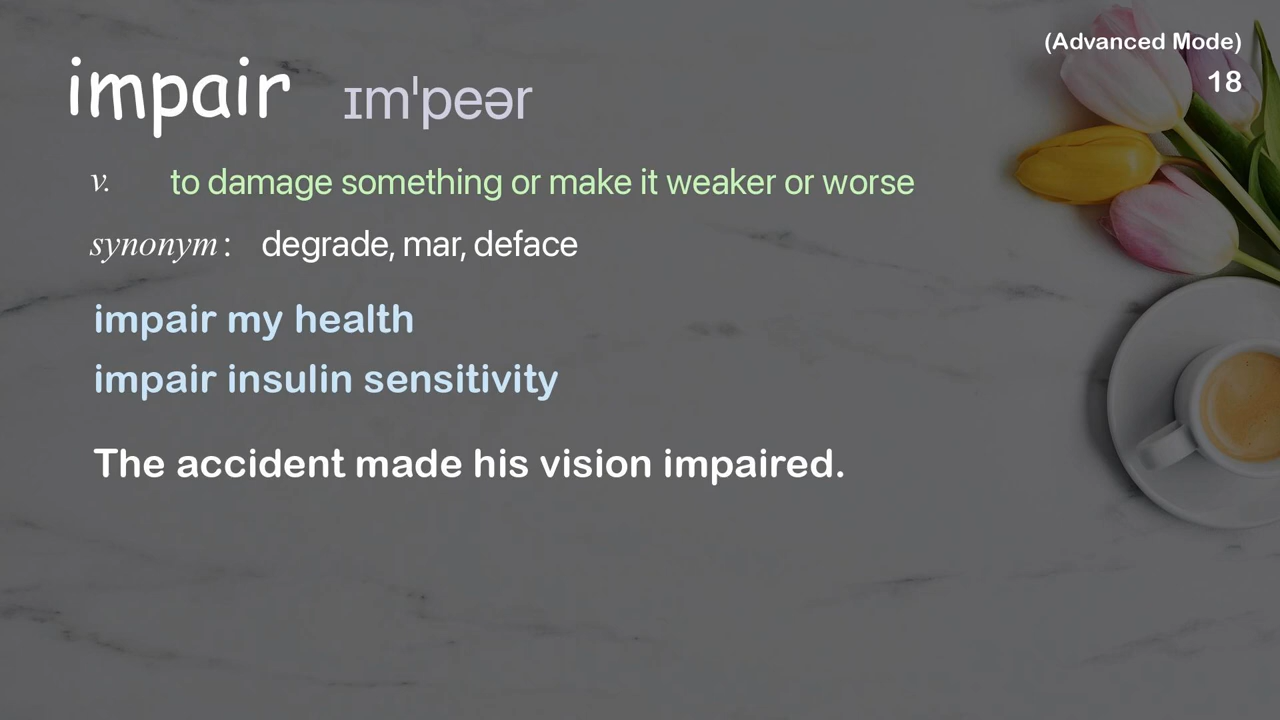 (Advanced Mode)
18
impair ɪmˈpeər
v. to damage something or make it weaker or worse
synonym : degrade, mar, deface
impair my health
impair insulin sensitivity
The accident made his vision impaired.